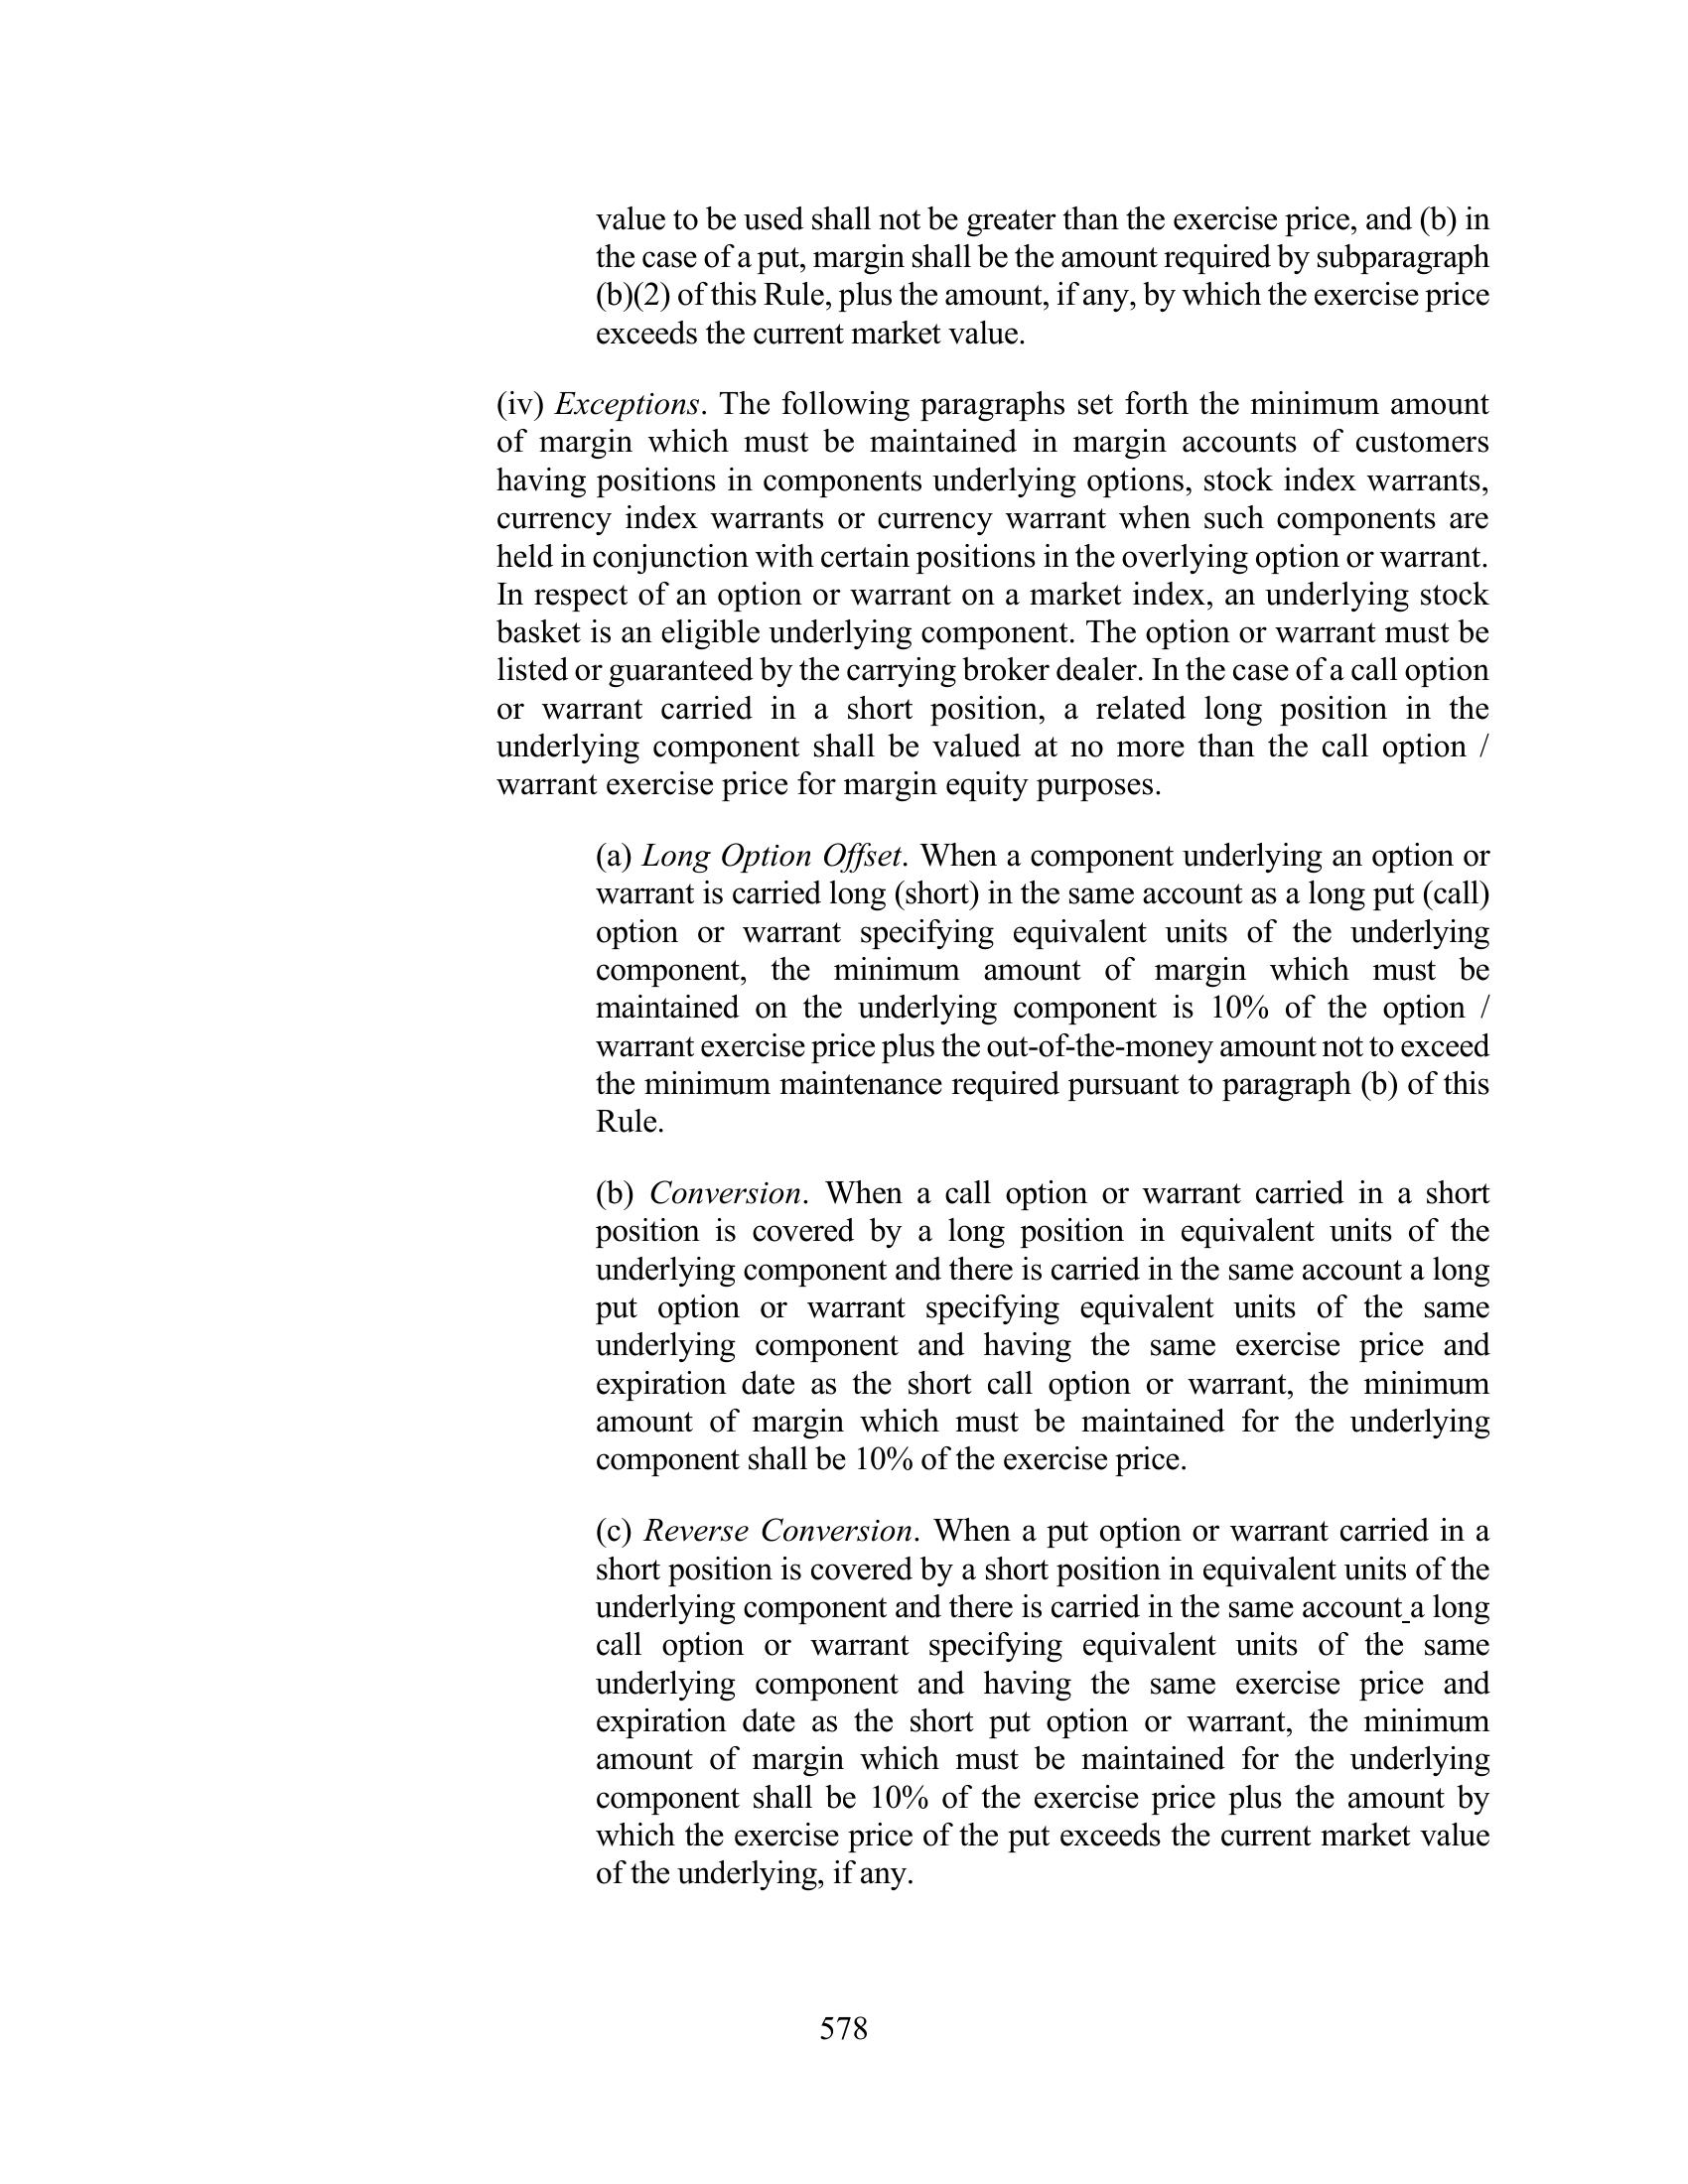 value to be used shall not be greater than the exercise price, and (b) in
the case of a put, margin shall be the amount required by subparagraph
(b)(2) of this Rule, plus the amount, if any, by which the exercise price
exceeds the current market value.
(iv) Exceptions. The following paragraphs set forth the minimum amount
of margin which must be maintained in margin accounts of customers
having positions in components underlying options, stock index warrants,
currency index warrants or currency warrant when such components are
held in conjunction with certain positions in the overlying option or warrant.
In respect of an option or warrant on a market index, an underlying stock
basket is an eligible underlying component. The option or warrant must be
listed or guaranteed by the carrying broker dealer. In the case of a call option
or warrant carried in a short position, a related long position in the
underlying component shall be valued at no more than the call option /
warrant exercise price for margin equity purposes.
(a) Long Option Offset. When a component underlying an option or
warrant is carried long (short) in the same account as a long put (call)
option or warrant specifying equivalent units of the underlying
component, the minimum amount of margin which must be
maintained on the underlying component is 10% of the option /
warrant exercise price plus the out-of-the-money amount not to exceed
the minimum maintenance required pursuant to paragraph (b) of this
Rule.
(b) Conversion. When a call option or warrant carried in a short
position is covered by a long position in equivalent units of the
underlying component and there is carried in the same account a long
put option or warrant specifying equivalent units of the same
underlying component and having the same exercise price and
expiration date as the short call option or warrant, the minimum
amount of margin which must be maintained for the underlying
component shall be 10% of the exercise price.
(c) Reverse Conversion. When a put option or warrant carried in a
short position is covered by a short position in equivalent units of the
underlying component and there is carried in the same account a long
call option or warrant specifying equivalent units of the same
underlying component and having the same exercise price and
expiration date as the short put option or warrant, the minimum
amount of margin which must be maintained for the underlying
component shall be 10% of the exercise price plus the amount by
which the exercise price of the put exceeds the current market value
of the underlying, if any.
578